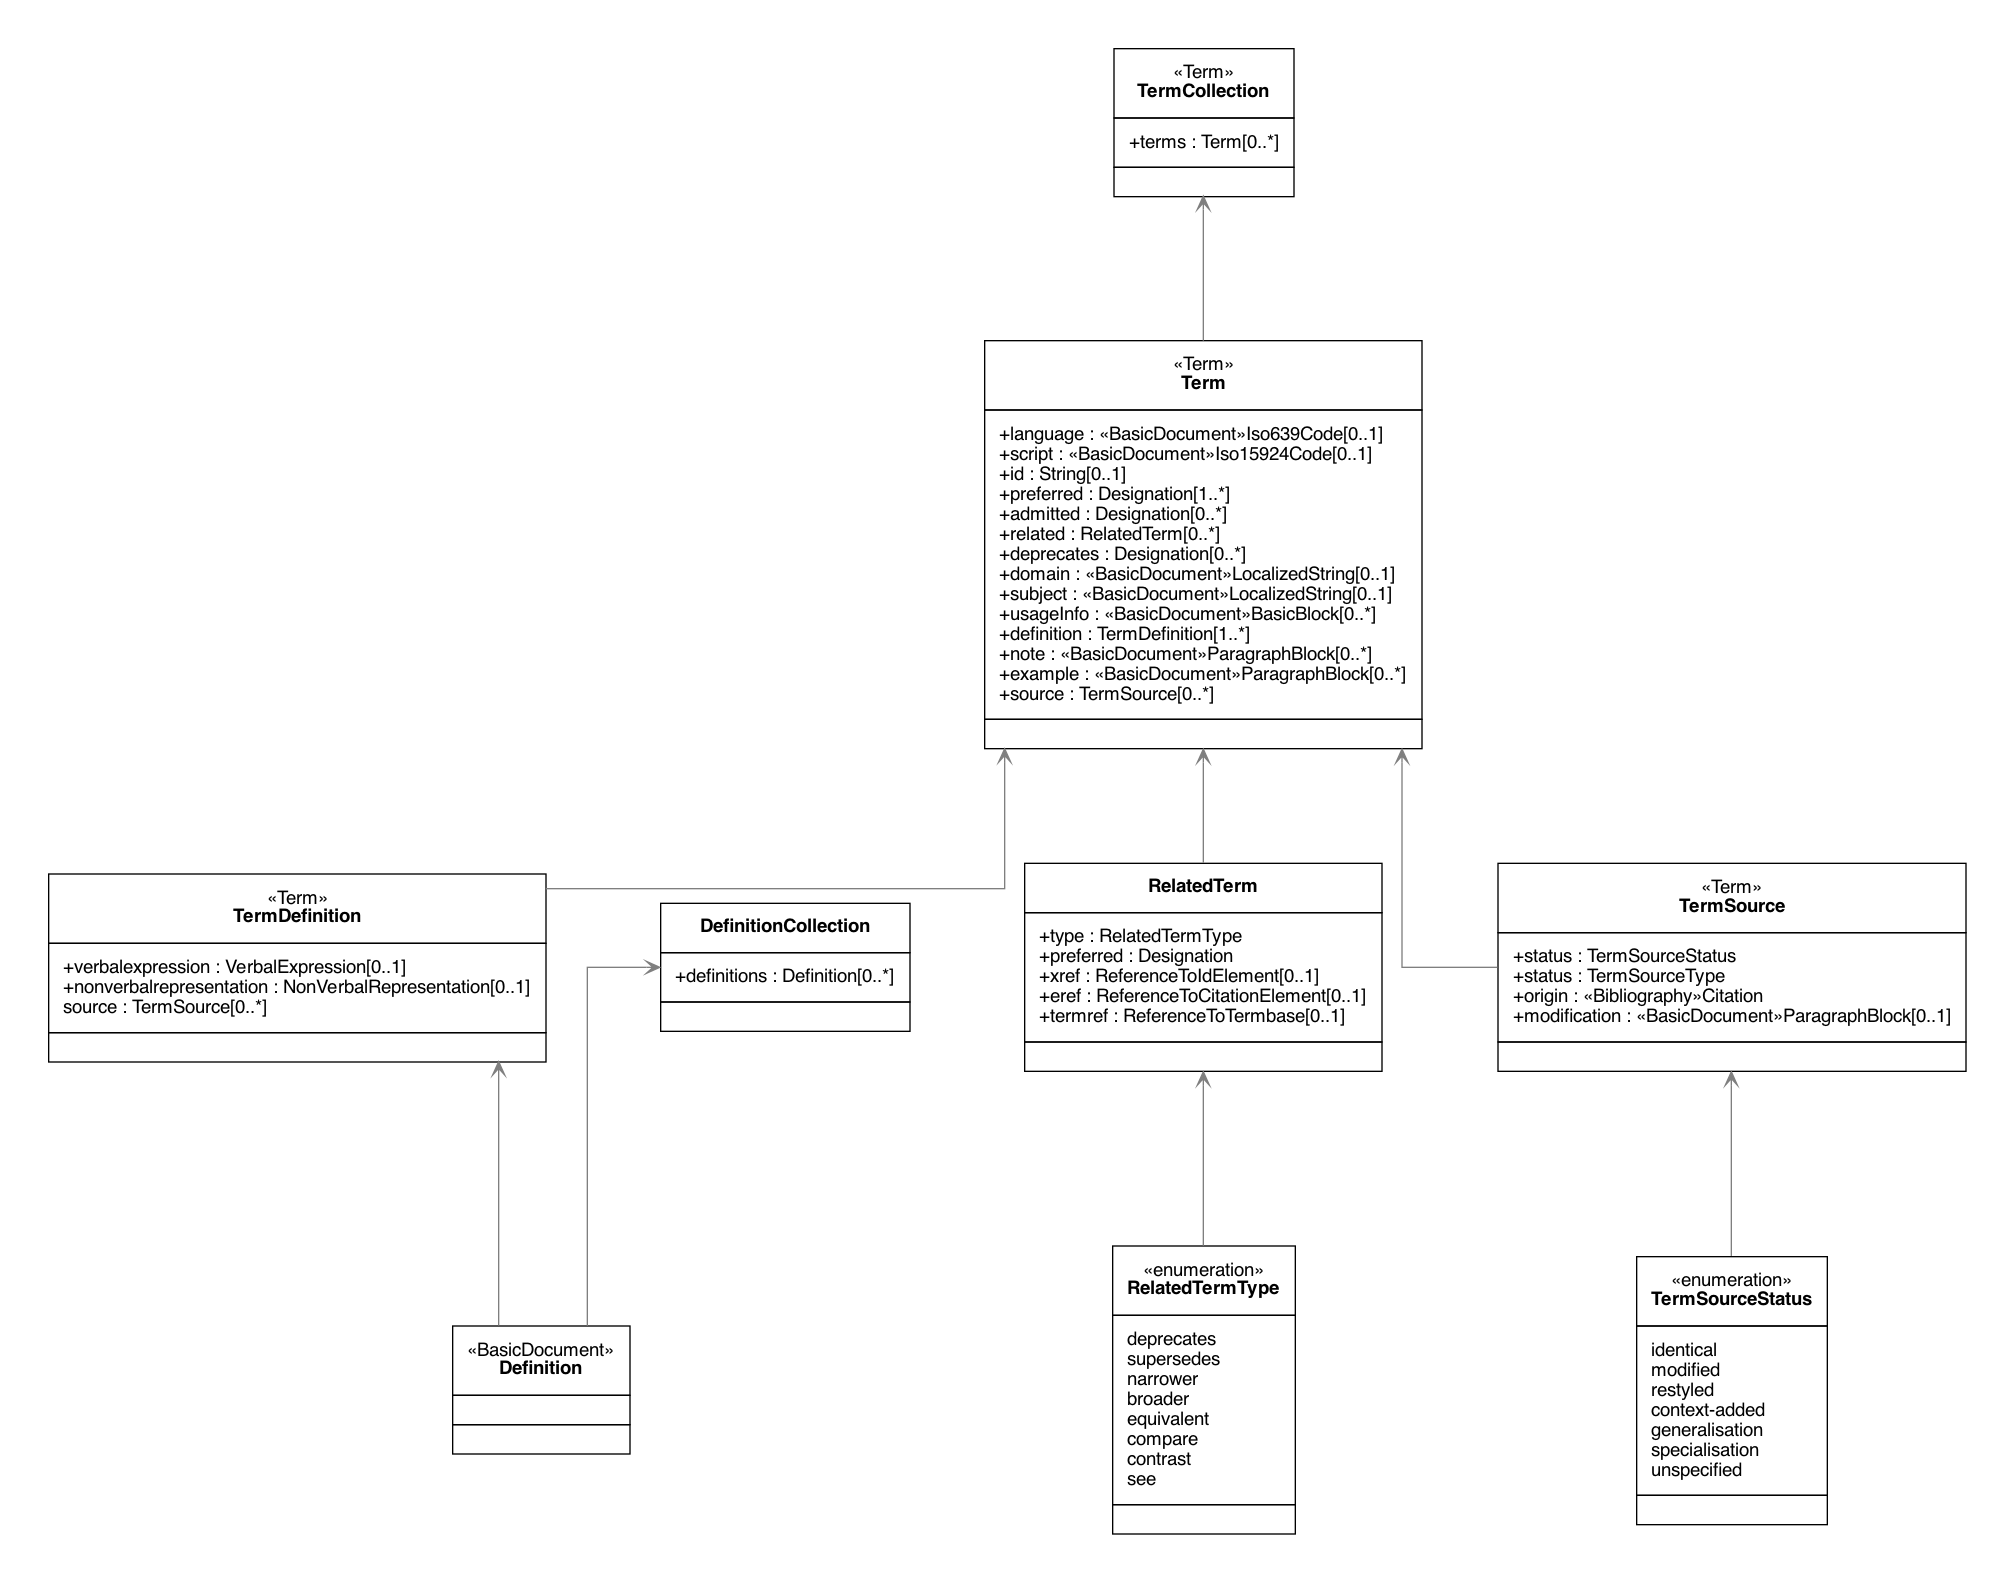 «Term»
TermCollection
+terms : Term[0..*]
«Term»
Term
+language : «BasicDocument»Iso639Code[0..1]
+script : «BasicDocument»Iso15924Code[0..1]
+id : String[0..1]
+preferred : Designation[1..*]
+admitted : Designation[0..*]
+related : RelatedTerm[0..*]
+deprecates : Designation[0..*]
+domain : «BasicDocument»LocalizedString[0..1]
+subject : «BasicDocument»LocalizedString[0..1]
+usageInfo : «BasicDocument»BasicBlock[0..*]
+definition : TermDefinition[1..*]
+note : «BasicDocument»ParagraphBlock[0..*]
+example : «BasicDocument»ParagraphBlock[0..*]
+source : TermSource[0..*]
«Term»
TermDefinition
+verbalexpression : VerbalExpression[0..1]
+nonverbalrepresentation : NonVerbalRepresentation[0..1]
source : TermSource[0..*]
DefinitionCollection
+definitions : Definition[0..*]
RelatedTerm
+type : RelatedTermType
+preferred : Designation
+xref : ReferenceToIdElement[0..1]
+eref : ReferenceToCitationElement[0..1]
+termref : ReferenceToTermbase[0..1]
«Term»
TermSource
+status : TermSourceStatus
+status : TermSourceType
+origin : «Bibliography»Citation
+modification : «BasicDocument»ParagraphBlock[0..1]
«BasicDocument»
Definition
«enumeration»
RelatedTermType
deprecates
supersedes
narrower
broader
equivalent
compare
contrast
see
«enumeration»
TermSourceStatus
identical
modified
restyled
context-added
generalisation
specialisation
unspecified